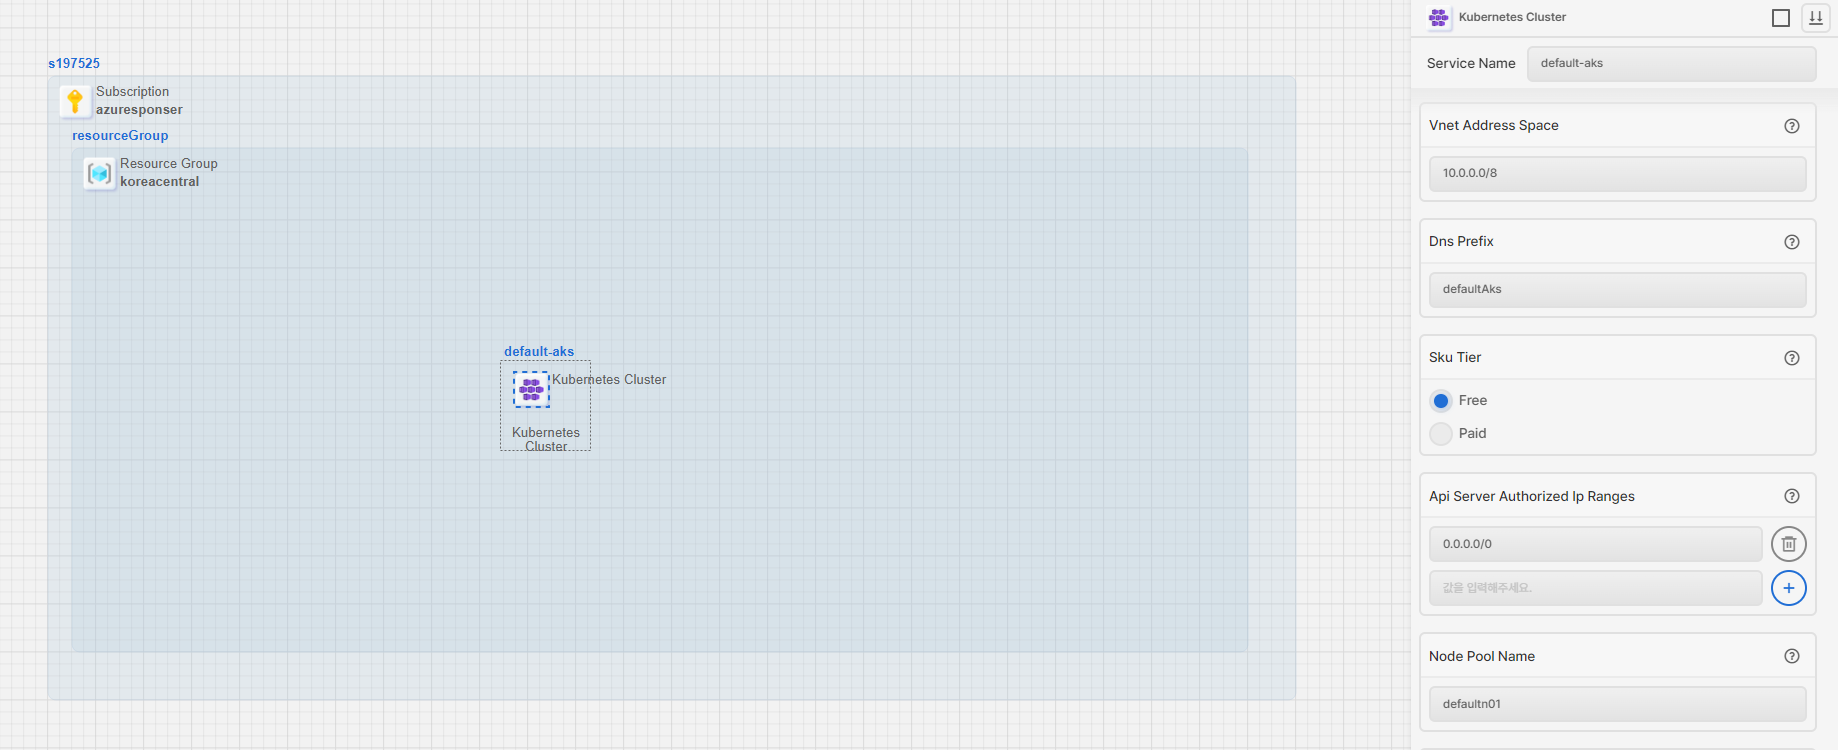 s197525
Subscription
azuresponser
resourceGroup
Resource Group
koreacentral
default-aks
Kubernetes Cluster
Kubernetes
Cluster
Kubernetes Cluster
Service Name
default-aks
Vnet Address Space
10.0.0.0/8
Dns Prefix
defaultAks
Sku Tier
Free
Paid
Api Server Authorized Ip Ranges
0.0.0.0/0
값을 입력해주세요.
Node Pool Name
defaultn01